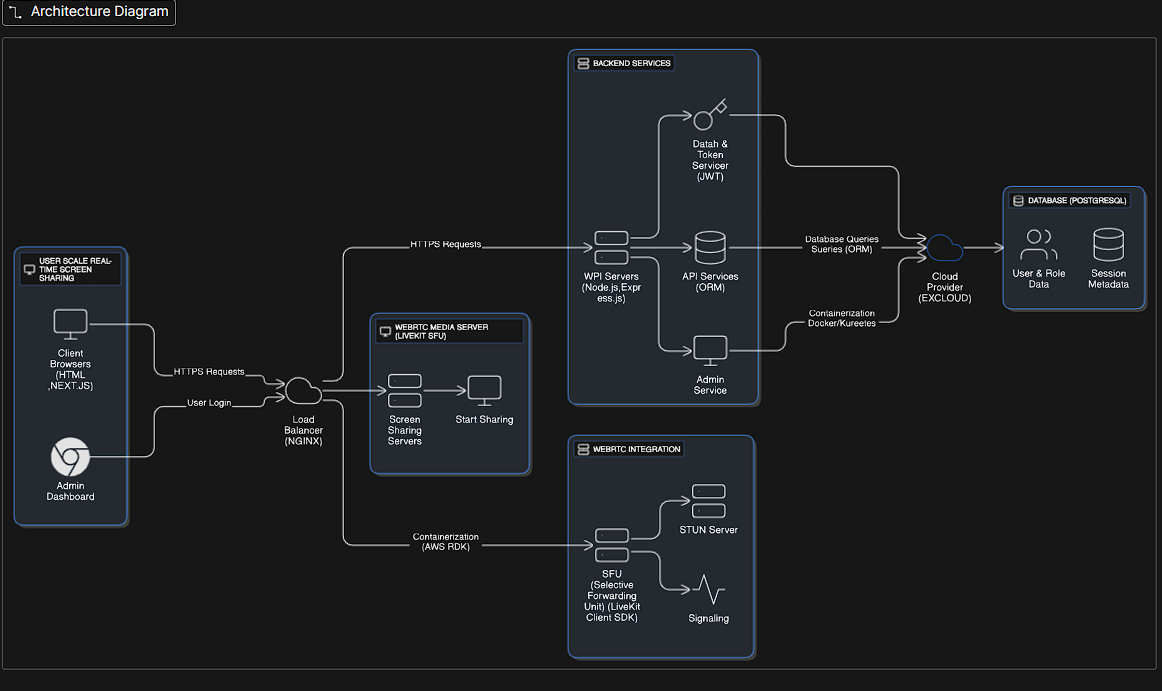 Architecture Diagram
USER SCALE REAL-
TIME SCREEN
SHARING
Client
Browsers
(HTML
,NEXT.JS)
Admin
Dashboard
HTTPS Requests
User Login
Load
Balancer
(NGINX)
HTTPS Requests
WEBRTC MEDIA SERVER
(LIVEKIT SFU)
Screen
Sharing
Servers
Start Sharing
Containerization
(AWS RDK)
BACKEND SERVICES
Datah &
Token
Servicer
(JWT)
WPI Servers
(Node.js,Expr
ess.js)
API Services
(ORM)
Admin
Service
WEBRTC INTEGRATION
SFU
(Selective
Forwarding
Unit) (LiveKit
Client SDK)
STUN Server
Signaling
Database Queries
Sueries (ORM)
Containerization
Docker/Kureetes
Cloud
Provider
(EXCLOUD)
DATABASE (POSTGRESQL)
User & Role
Data
Session
Metadata